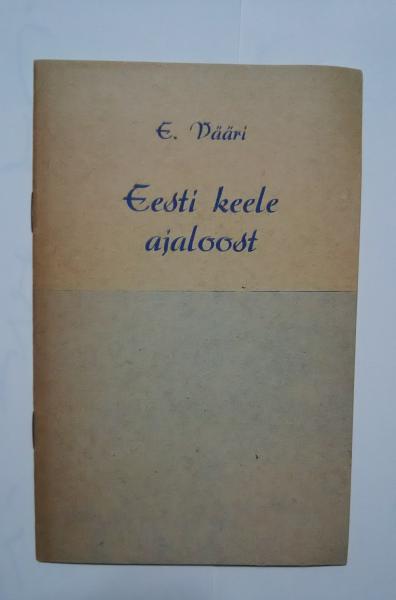 E. Vääri
Eesti keele
ajaloost